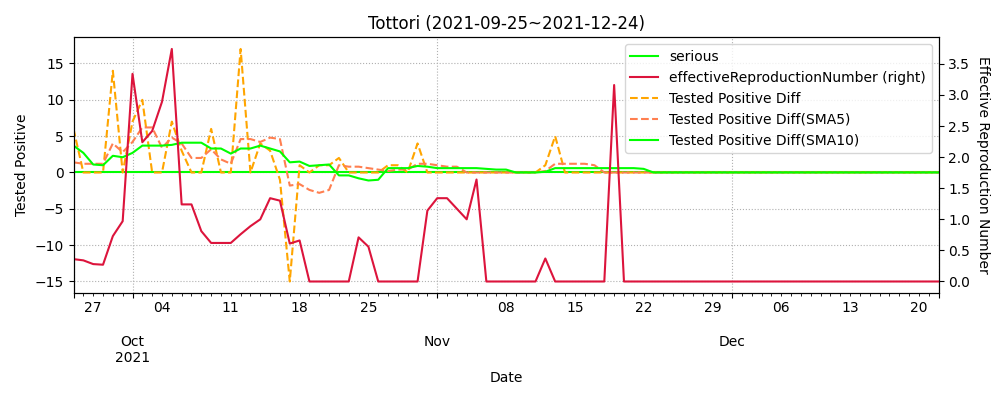 Tottori (2021-09-25~2021-12-24)
serious
effectiveReproductionNumber (right)
Tested Positive Diff
Tested Positive Diff(SMA5)
Tested Positive Diff(SMA10)
Tested Positive
15
10
5
0
−5
−10
−15
3.5
3.0
2.5
2.0
1.5
1.0
0.5
0.0
Effective Reproduction Number
27 04 11 18 25 08 15 22 29 06 13 20
Oct Nov Dec
2021
Date